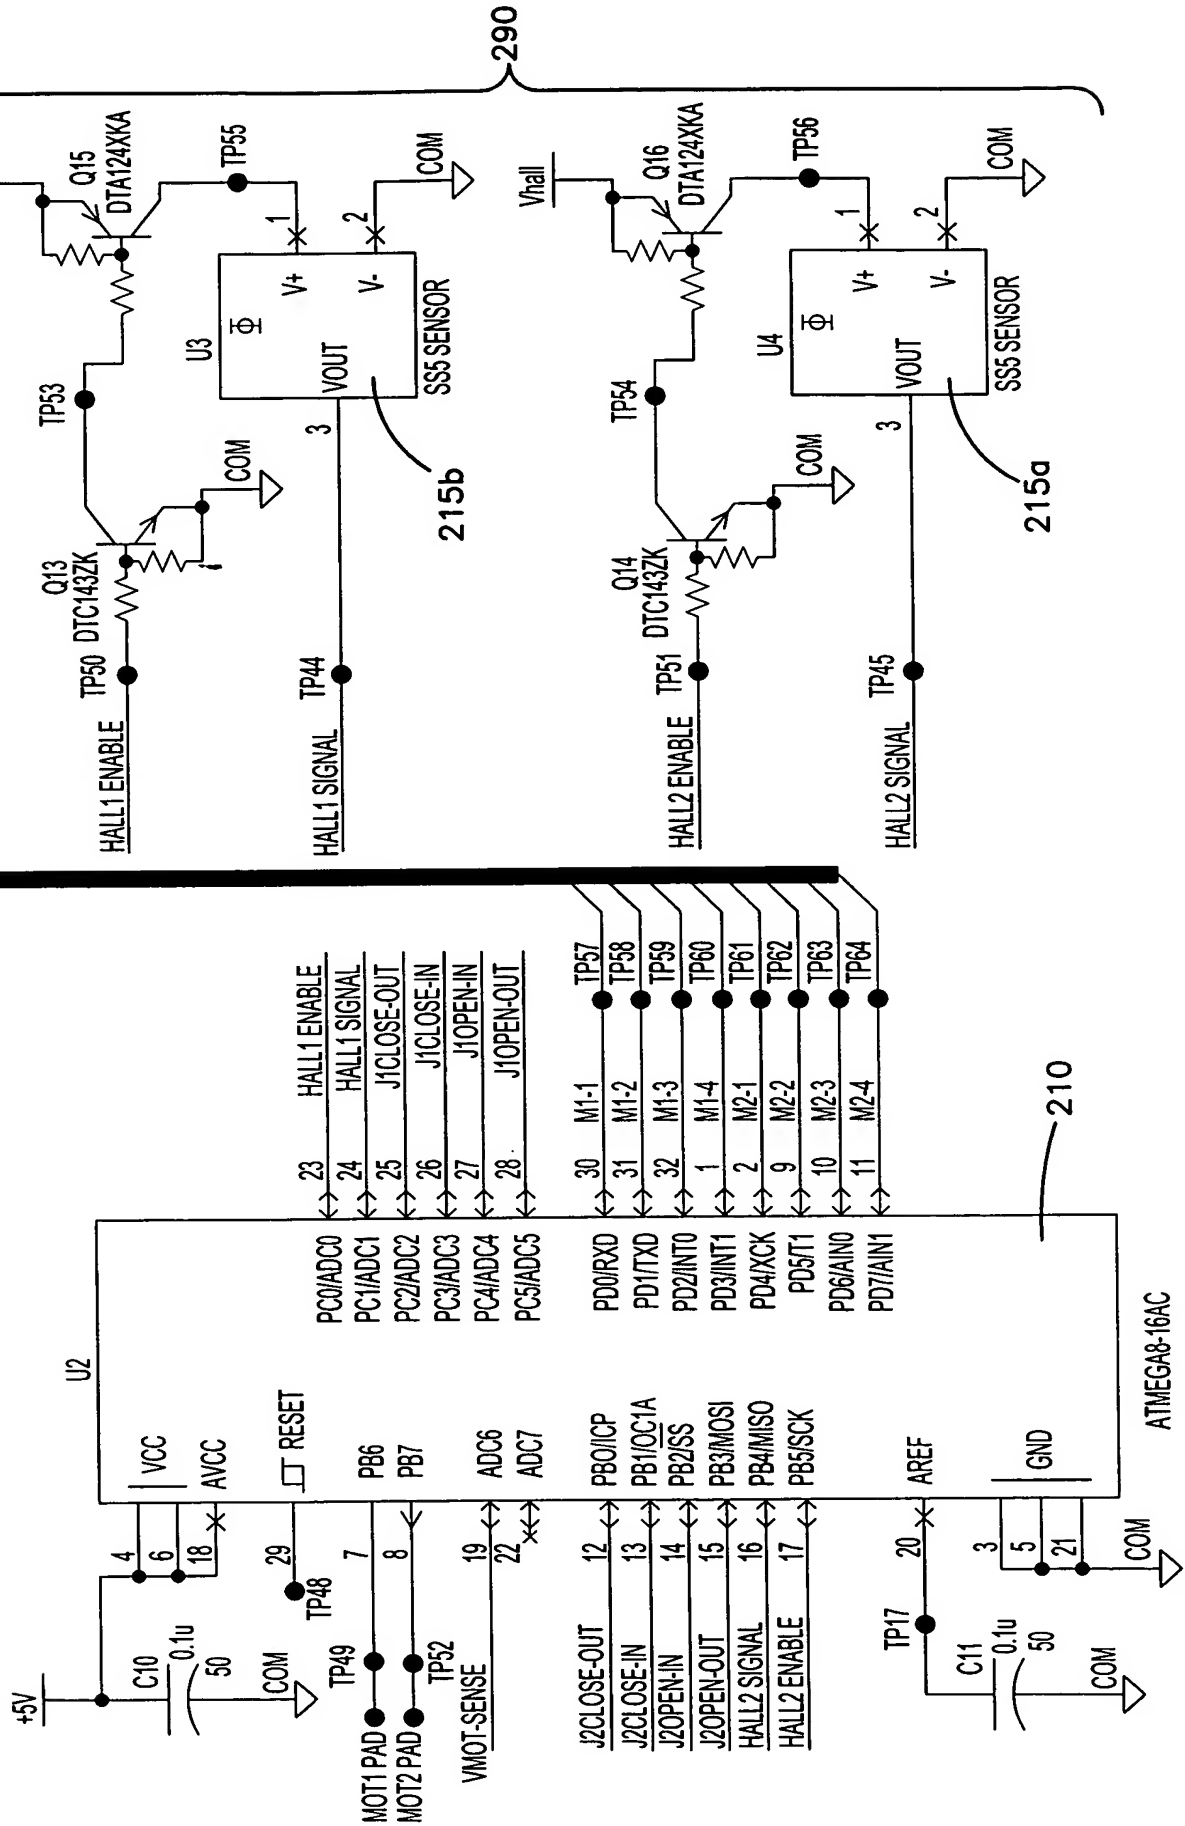 290
Q15
DTA124XKA
TP55
TP53
Q13
DTC143ZK
TP50
HALL1 ENABLE
COM
U3
1
2
V+
V-
VOUT
3
COM
SS5 SENSOR
215b
TP44
HALL1 SIGNAL
Vhall
Q16
DTA124XKA
TP56
TP54
Q14
DTC143ZK
TP51
HALL2 ENABLE
COM
U4
1
2
V+
V-
VOUT
3
COM
SS5 SENSOR
215a
TP45
HALL2 SIGNAL
+5V
C10
0.1u
50
COM
U2
4
6
18
VCC
AVCC
29
TP48
RESET
MOT1 PAD
TP49
7
PB6
MOT2 PAD
TP52
8
PB7
VMOT-SENSE
19
ADC6
22
ADC7
J2CLOSE-OUT
12
PB0/ICP
J2CLOSE-IN
13
PB1/OC1A
J2OPEN-IN
14
PB2/SS
J2OPEN-OUT
15
PB3/MOSI
HALL2 SIGNAL
16
PB4/MISO
HALL2 ENABLE
17
PB5/SCK
TP17
20
AREF
C11
0.1u
50
COM
3
5
21
GND
COM
PC0/ADC0
23
HALL1 ENABLE
PC1/ADC1
24
HALL1 SIGNAL
PC2/ADC2
25
J1CLOSE-OUT
PC3/ADC3
26
J1CLOSE-IN
PC4/ADC4
27
J1OPEN-IN
PC5/ADC5
28
J1OPEN-OUT
PD0/RXD
30
M1-1
TP57
PD1/TXD
31
M1-2
TP58
PD2/INT0
32
M1-3
TP59
PD3/INT1
1
M1-4
TP60
PD4/XCK
2
M2-1
TP61
PD5/T1
9
M2-2
TP62
PD6/AIN0
10
M2-3
TP63
PD7/AIN1
11
M2-4
TP64
210
ATMEGA8-16AC